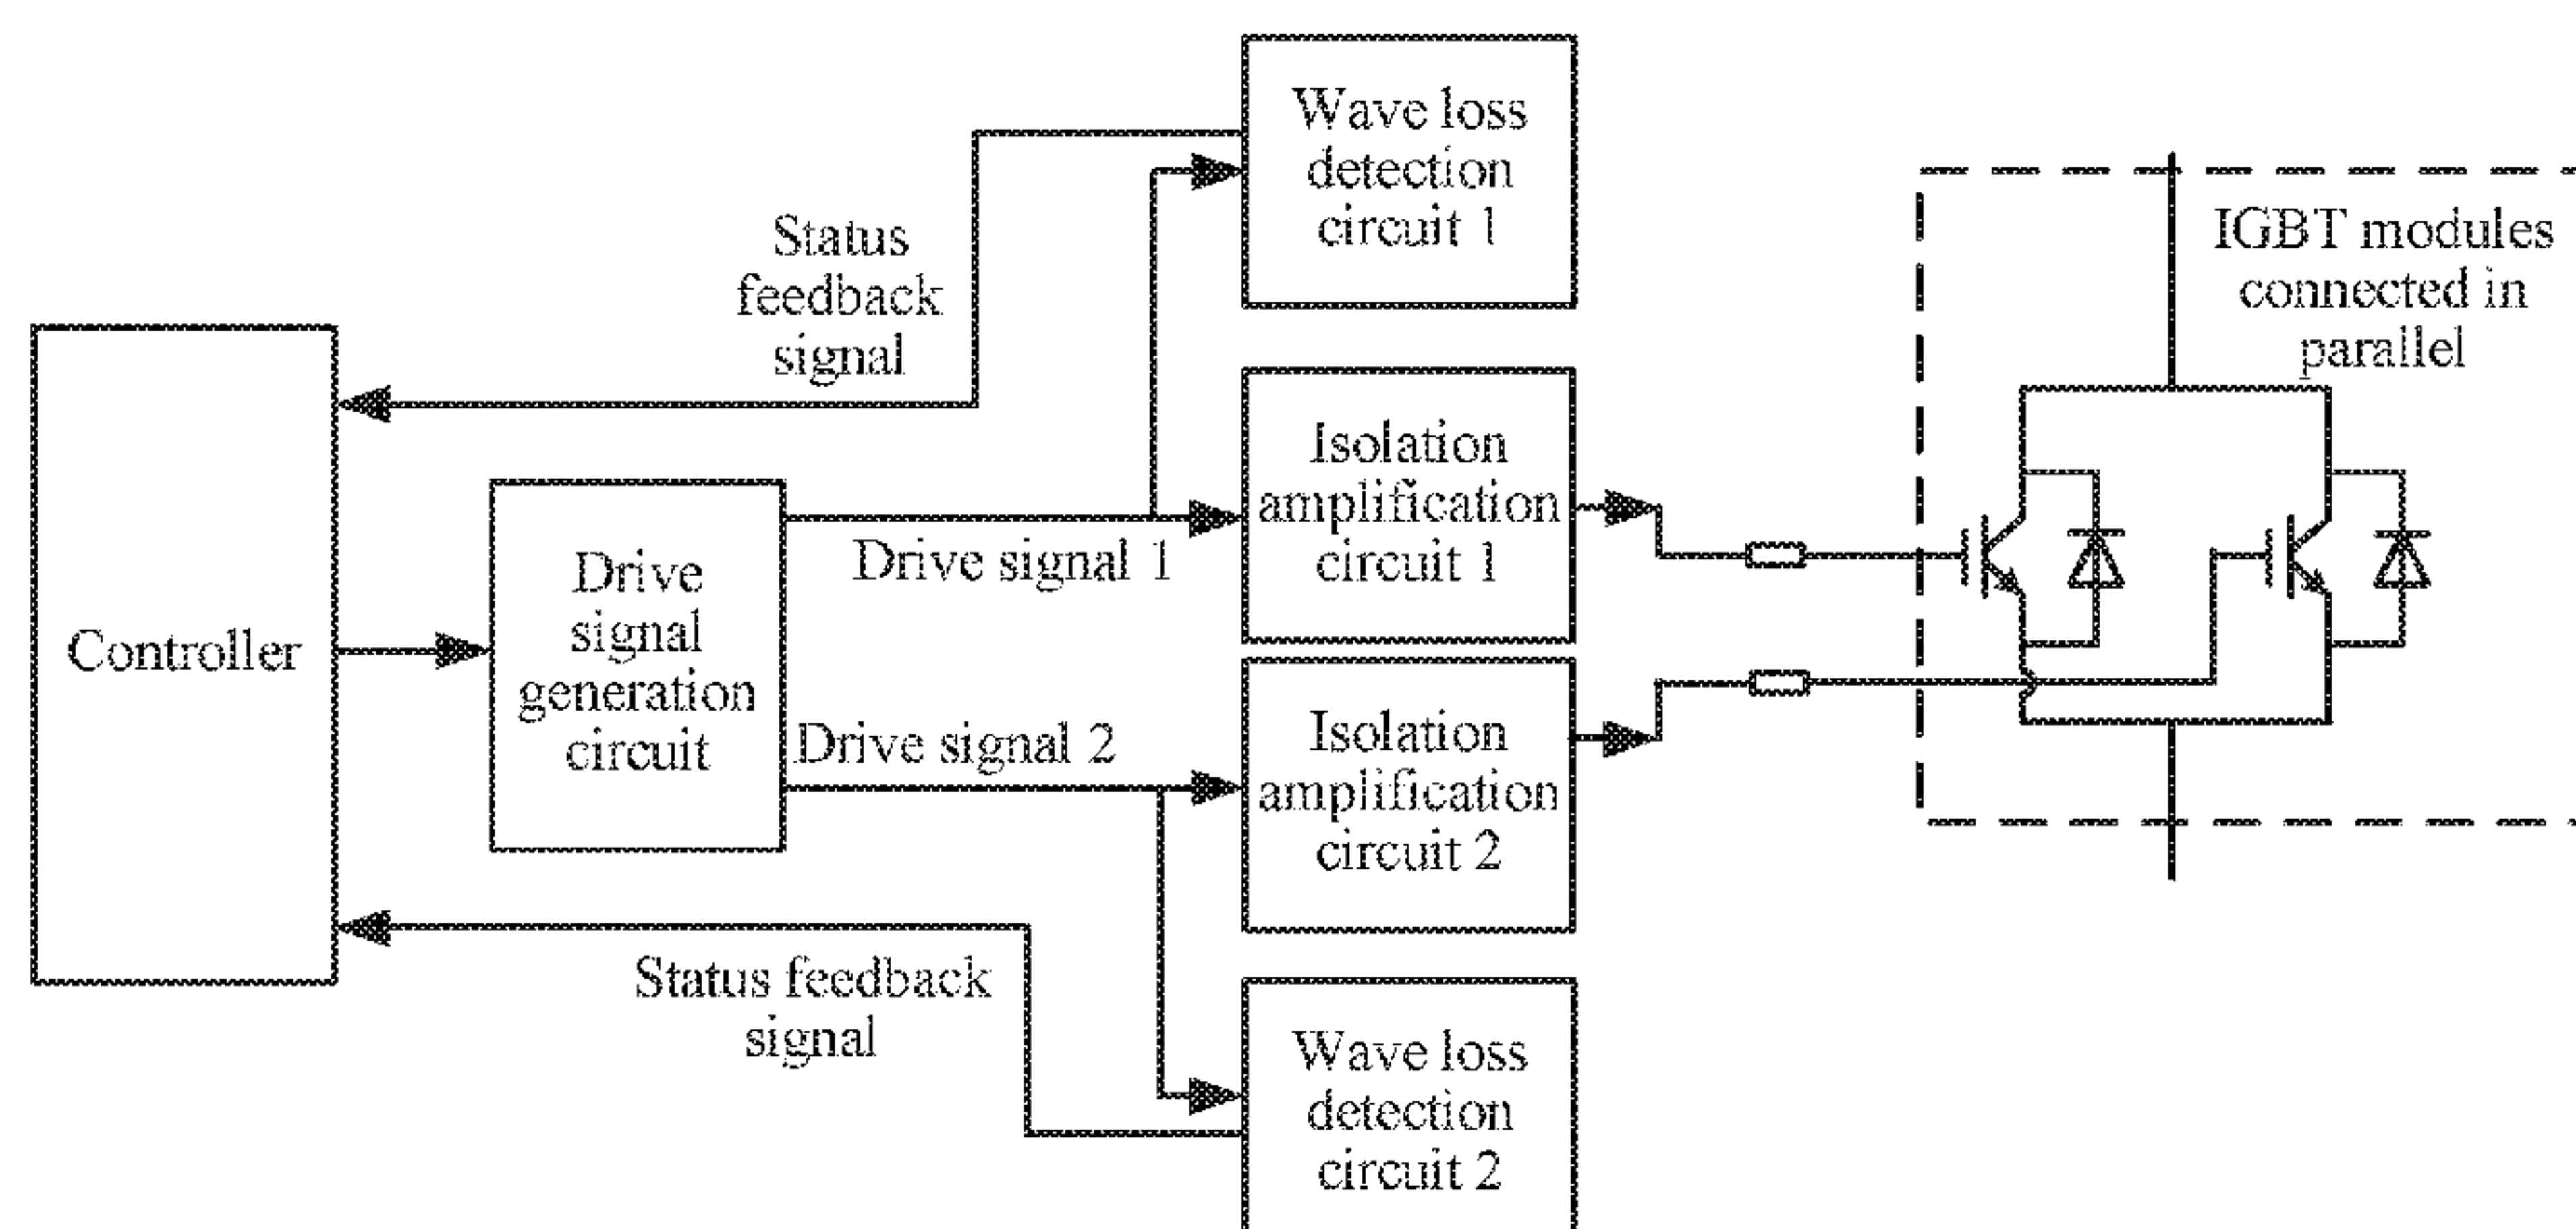 Wave loss
detection
circuit 1
Status
feedback
signal
IGBT modules
connected in
parallel
Controller
Drive
signal
generation
circuit
Drive signal 1
Isolation
amplification
circuit 1
Drive signal 2
Isolation
amplification
circuit 2
Status feedback
signal
Wave loss
detection
circuit 2